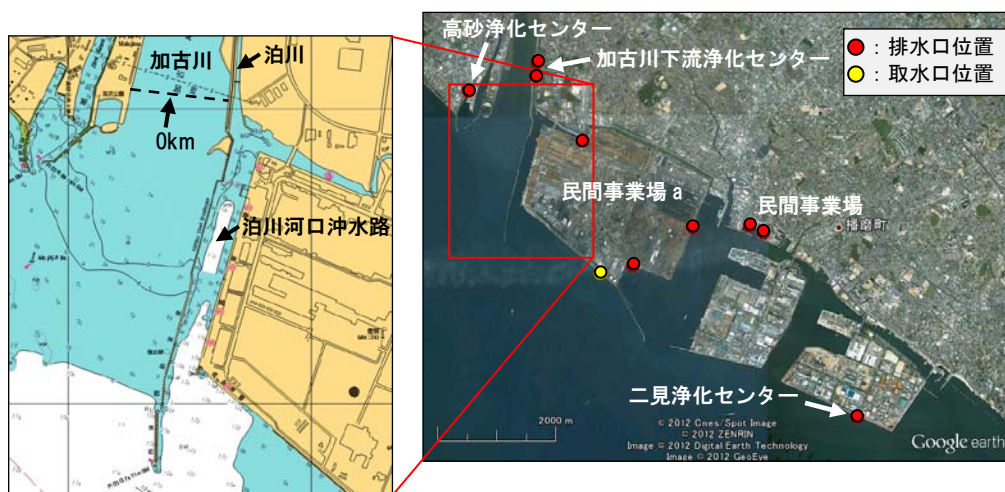 加古川
泊川
0km
泊川河口沖水路
高砂浄化センター
加古川下流浄化センター
：排水口位置
：取水口位置
民間事業場a
民間事業場
播磨町
二見浄化センター
2000 m
© 2012 Cnes/Spot Image
© 2012 ZENRIN
Image © 2012 Digital Earth Technology
Image © 2012 GeoEye
Google earth